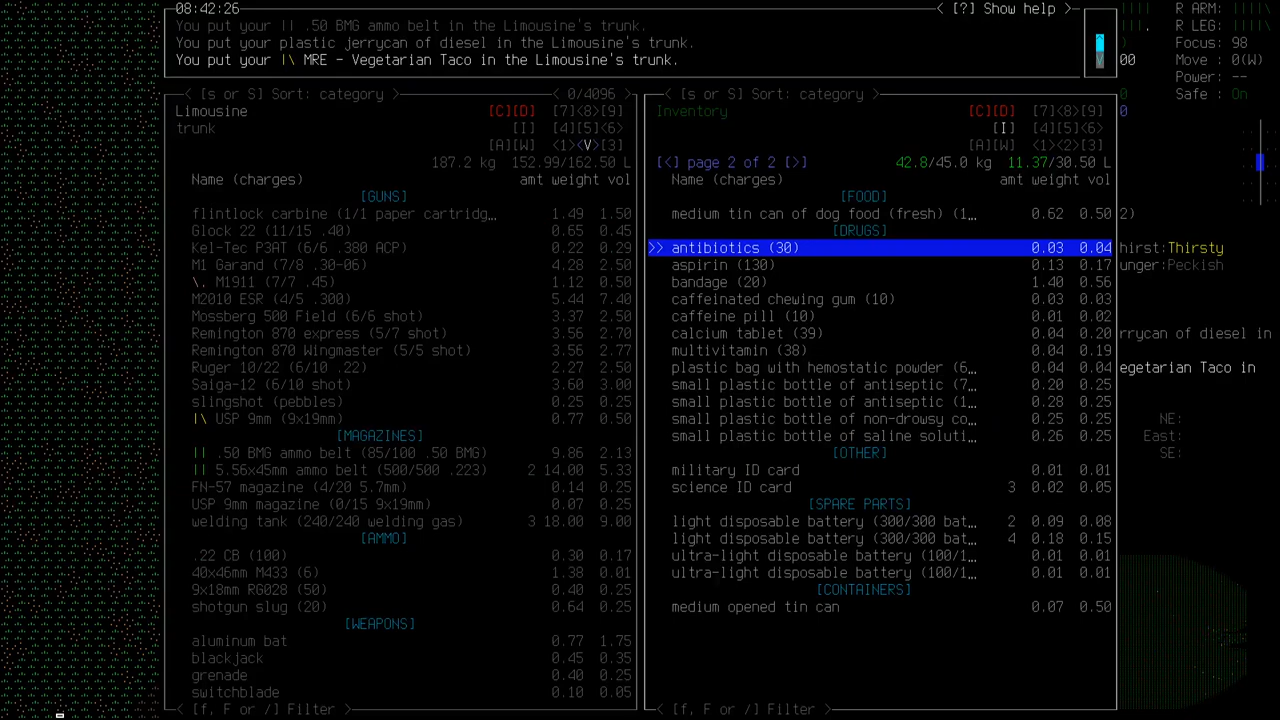 08:42:26 < [?] Show help > R ARM:
You put your || .50 BMG ammo belt in the Limousine's trunk. R LEG:
You put your plastic jerrycan of diesel in the Limousine's trunk. Focus: 98
You put your |\ MRE - Vegetarian Taco in the Limousine's trunk. 00 Move : 0(W)
Power: --
Safe : On
< [s or S] Sort: category > < 0/4096 > < [s or S] Sort: category >
Limousine [C][D] [7]<8>[9] Inventory [C][D] [7]<8>[9] 0
trunk [I] [4][5]<6> [I] [4][5]<6>
[A][W] <1><V>[3] [A][W] <1><2>[3]
187.2 kg 152.99/162.50 L [<] page 2 of 2 [>] 42.8/45.0 kg 11.37/30.50 L
Name (charges) amt weight vol Name (charges) amt weight vol
[GUNS] [FOOD]
flintlock carbine (1/1 paper cartridg… 1.49 1.50 medium tin can of dog food (fresh) (1… 0.62 0.50 2)
Glock 22 (11/15 .40) 0.65 0.45 [DRUGS]
Kel-Tec P3AT (6/6 .380 ACP) 0.22 0.29 >> antibiotics (30) 0.03 0.04 hirst:Thirsty
M1 Garand (7/8 .30-06) 4.28 2.50 aspirin (130) 0.13 0.17 unger:Peckish
\. M1911 (7/7 .45) 1.12 0.50 bandage (20) 1.40 0.56
M2010 ESR (4/5 .300) 5.44 7.40 caffeinated chewing gum (10) 0.03 0.03
Mossberg 500 Field (6/6 shot) 3.37 2.50 caffeine pill (10) 0.01 0.02
Remington 870 express (5/7 shot) 3.56 2.70 calcium tablet (39) 0.04 0.20 rrycan of diesel in
Remington 870 Wingmaster (5/5 shot) 3.56 2.77 multivitamin (38) 0.04 0.19
Ruger 10/22 (6/10 .22) 2.27 2.50 plastic bag with hemostatic powder (6… 0.04 0.04 egetarian Taco in
Saiga-12 (6/10 shot) 3.60 3.00 small plastic bottle of antiseptic (7… 0.20 0.25
slingshot (pebbles) 0.25 0.25 small plastic bottle of antiseptic (1… 0.28 0.25
|\ USP 9mm (9x19mm) 0.77 0.50 small plastic bottle of non-drowsy co… 0.25 0.25 NE:
[MAGAZINES] small plastic bottle of saline soluti… 0.26 0.25 East:
|| .50 BMG ammo belt (85/100 .50 BMG) 9.86 2.13 [OTHER] SE:
|| 5.56x45mm ammo belt (500/500 .223) 2 14.00 5.33 military ID card 0.01 0.01
FN-57 magazine (4/20 5.7mm) 0.14 0.25 science ID card 3 0.02 0.05
USP 9mm magazine (0/15 9x19mm) 0.07 0.25 [SPARE PARTS]
welding tank (240/240 welding gas) 3 18.00 9.00 light disposable battery (300/300 bat… 2 0.09 0.08
[AMMO] light disposable battery (300/300 bat… 4 0.18 0.15
.22 CB (100) 0.30 0.17 ultra-light disposable battery (100/1… 0.01 0.01
40x46mm M433 (6) 1.38 0.01 ultra-light disposable battery (100/1… 0.01 0.01
9x18mm RG028 (50) 0.40 0.25 [CONTAINERS]
shotgun slug (20) 0.64 0.25 medium opened tin can 0.07 0.50
[WEAPONS]
aluminum bat 0.77 1.75
blackjack 0.45 0.35
grenade 0.40 0.25
switchblade 0.10 0.05
< [f, F or /] Filter > < [f, F or /] Filter >